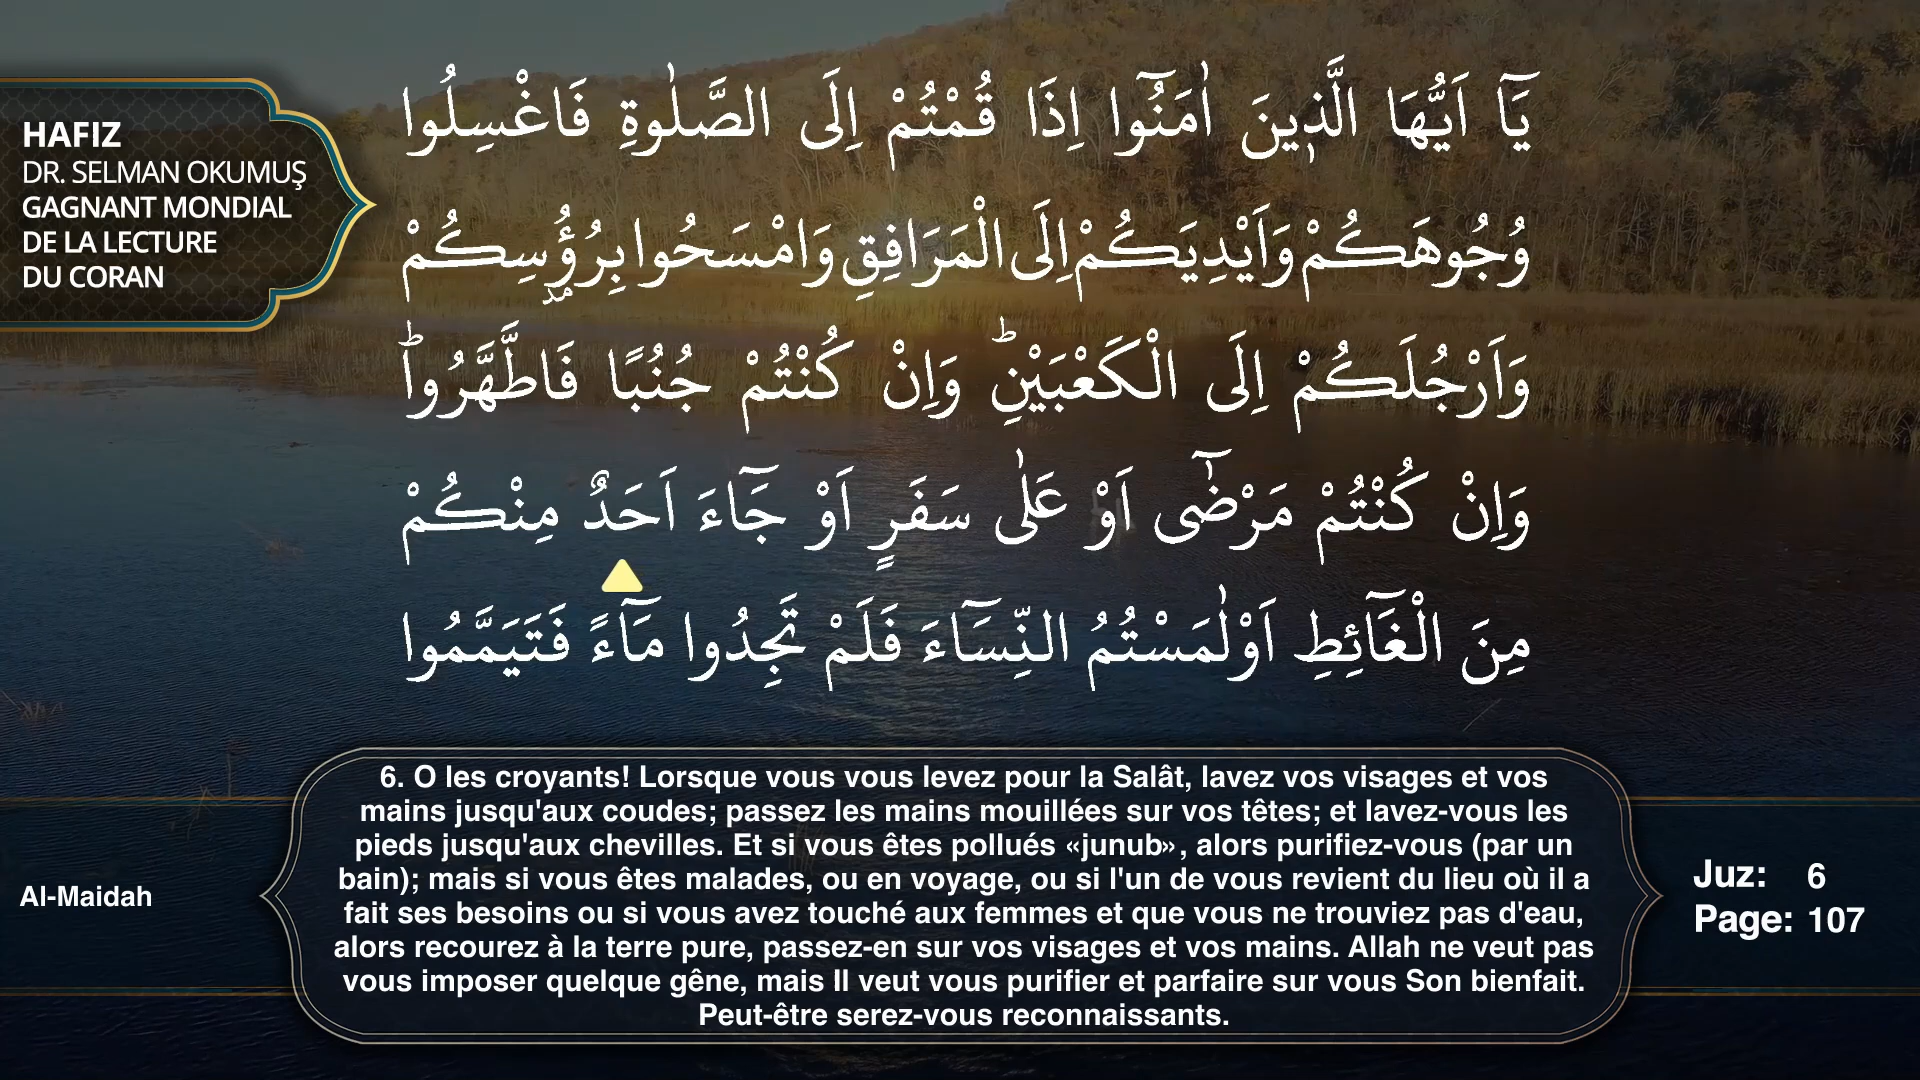 HAFIZ
DR. SELMAN OKUMUŞ
GAGNANT MONDIAL
DE LA LECTURE
DU CORAN
يَٓا اَيُّهَا الَّذ۪ينَ اٰمَنُٓوا اِذَا قُمْتُمْ اِلَى الصَّلٰوةِ فَاغْسِلُوا
وُجُوهَكُمْ وَاَيْدِيَكُمْ اِلَى الْمَرَافِقِ وَامْسَحُوا بِرُؤُ۫سِكُمْ
وَاَرْجُلَكُمْ اِلَى الْكَعْبَيْنِۜ وَاِنْ كُنْتُمْ جُنُبًا فَاطَّهَّرُواۜ
وَاِنْ كُنْتُمْ مَرْضٰٓى اَوْ عَلٰى سَفَرٍ اَوْ جَٓاءَ اَحَدٌ مِنْكُمْ
مِنَ الْغَٓائِطِ اَوْ لٰمَسْتُمُ النِّسَٓاءَ فَلَمْ تَجِدُوا مَٓاءً فَتَيَمَّمُوا
6. O les croyants! Lorsque vous vous levez pour la Salât, lavez vos visages et vos
mains jusqu'aux coudes; passez les mains mouillées sur vos têtes; et lavez-vous les
pieds jusqu'aux chevilles. Et si vous êtes pollués «junub», alors purifiez-vous (par un
bain); mais si vous êtes malades, ou en voyage, ou si l'un de vous revient du lieu où il a
fait ses besoins ou si vous avez touché aux femmes et que vous ne trouviez pas d'eau,
alors recourez à la terre pure, passez-en sur vos visages et vos mains. Allah ne veut pas
vous imposer quelque gêne, mais Il veut vous purifier et parfaire sur vous Son bienfait.
Peut-être serez-vous reconnaissants.
Al-Maidah
Juz: 6
Page: 107